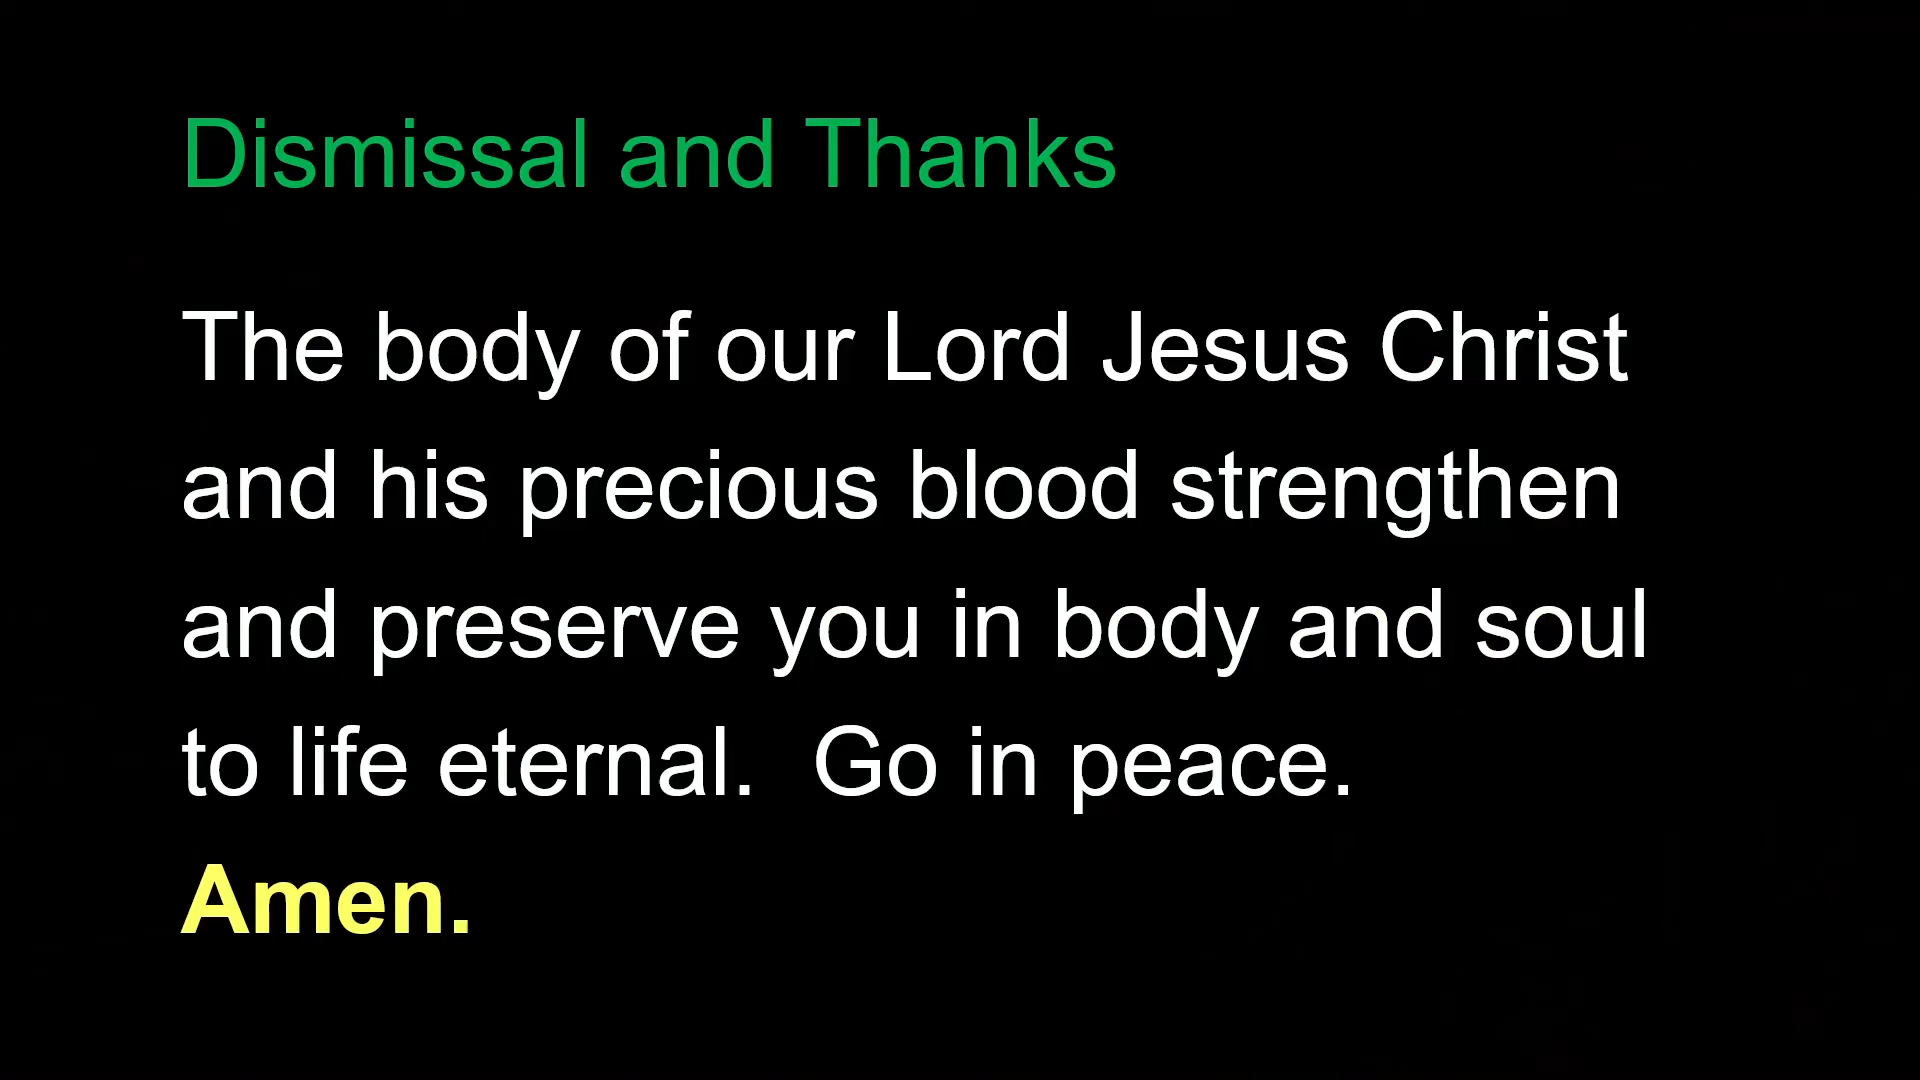 Dismissal and Thanks
The body of our Lord Jesus Christ
and his precious blood strengthen
and preserve you in body and soul
to life eternal.  Go in peace.
Amen.